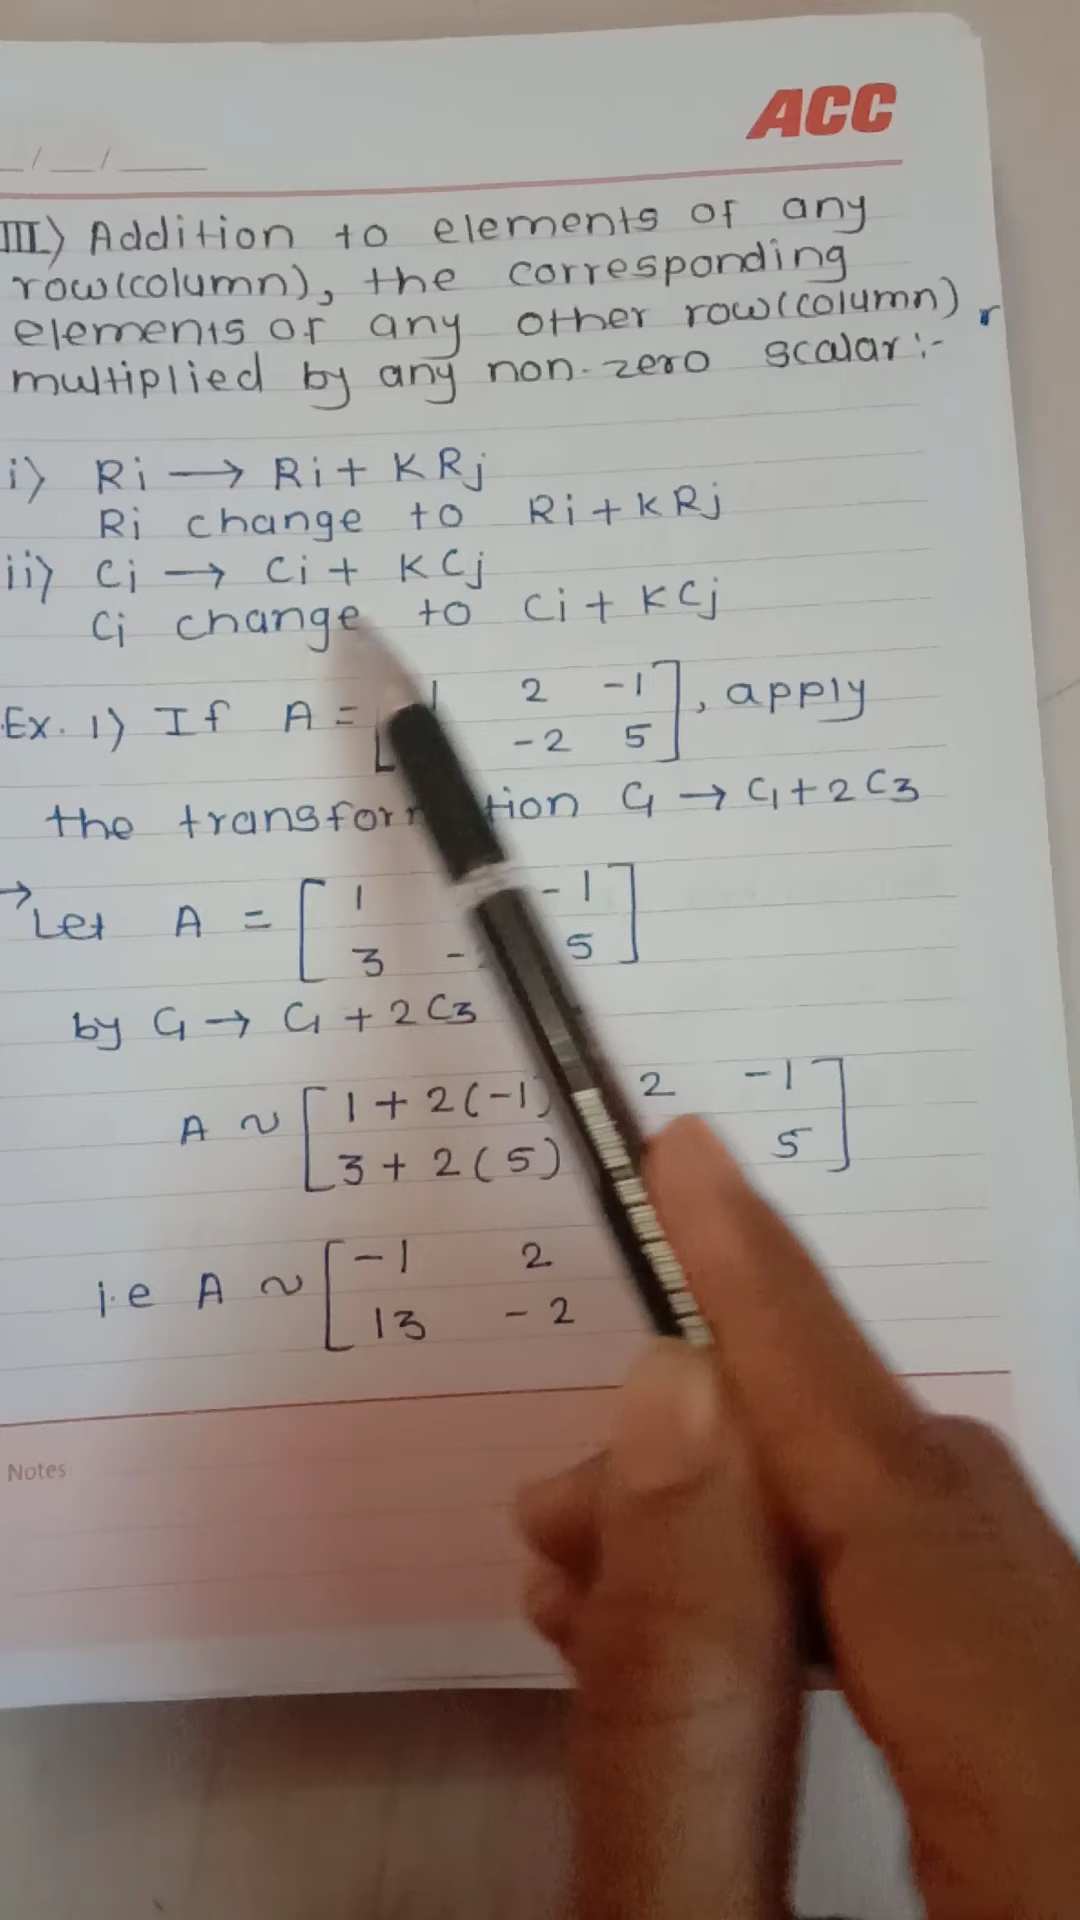 ACC
__/__/____
III.) Addition to elements of any
row(column), the corresponding
elements of any other row(column)
multiplied by any non-zero scalar:-
i) Ri → Ri + KRj
Ri change to Ri + kRj
ii) Ci → Ci + KCj
Ci change to Ci + KCj
Ex. 1) If A = [1 2 -1], apply
-2 5
the tion C1 → C1 + 2C3
→ Let A = [1 -1]
3 - 5
by C1 → C1 + 2C3
A ~ [1 + 2(-1) 2 -1]
3 + 2(5) 5
i.e A ~ [-1 2
13 -2
Notes